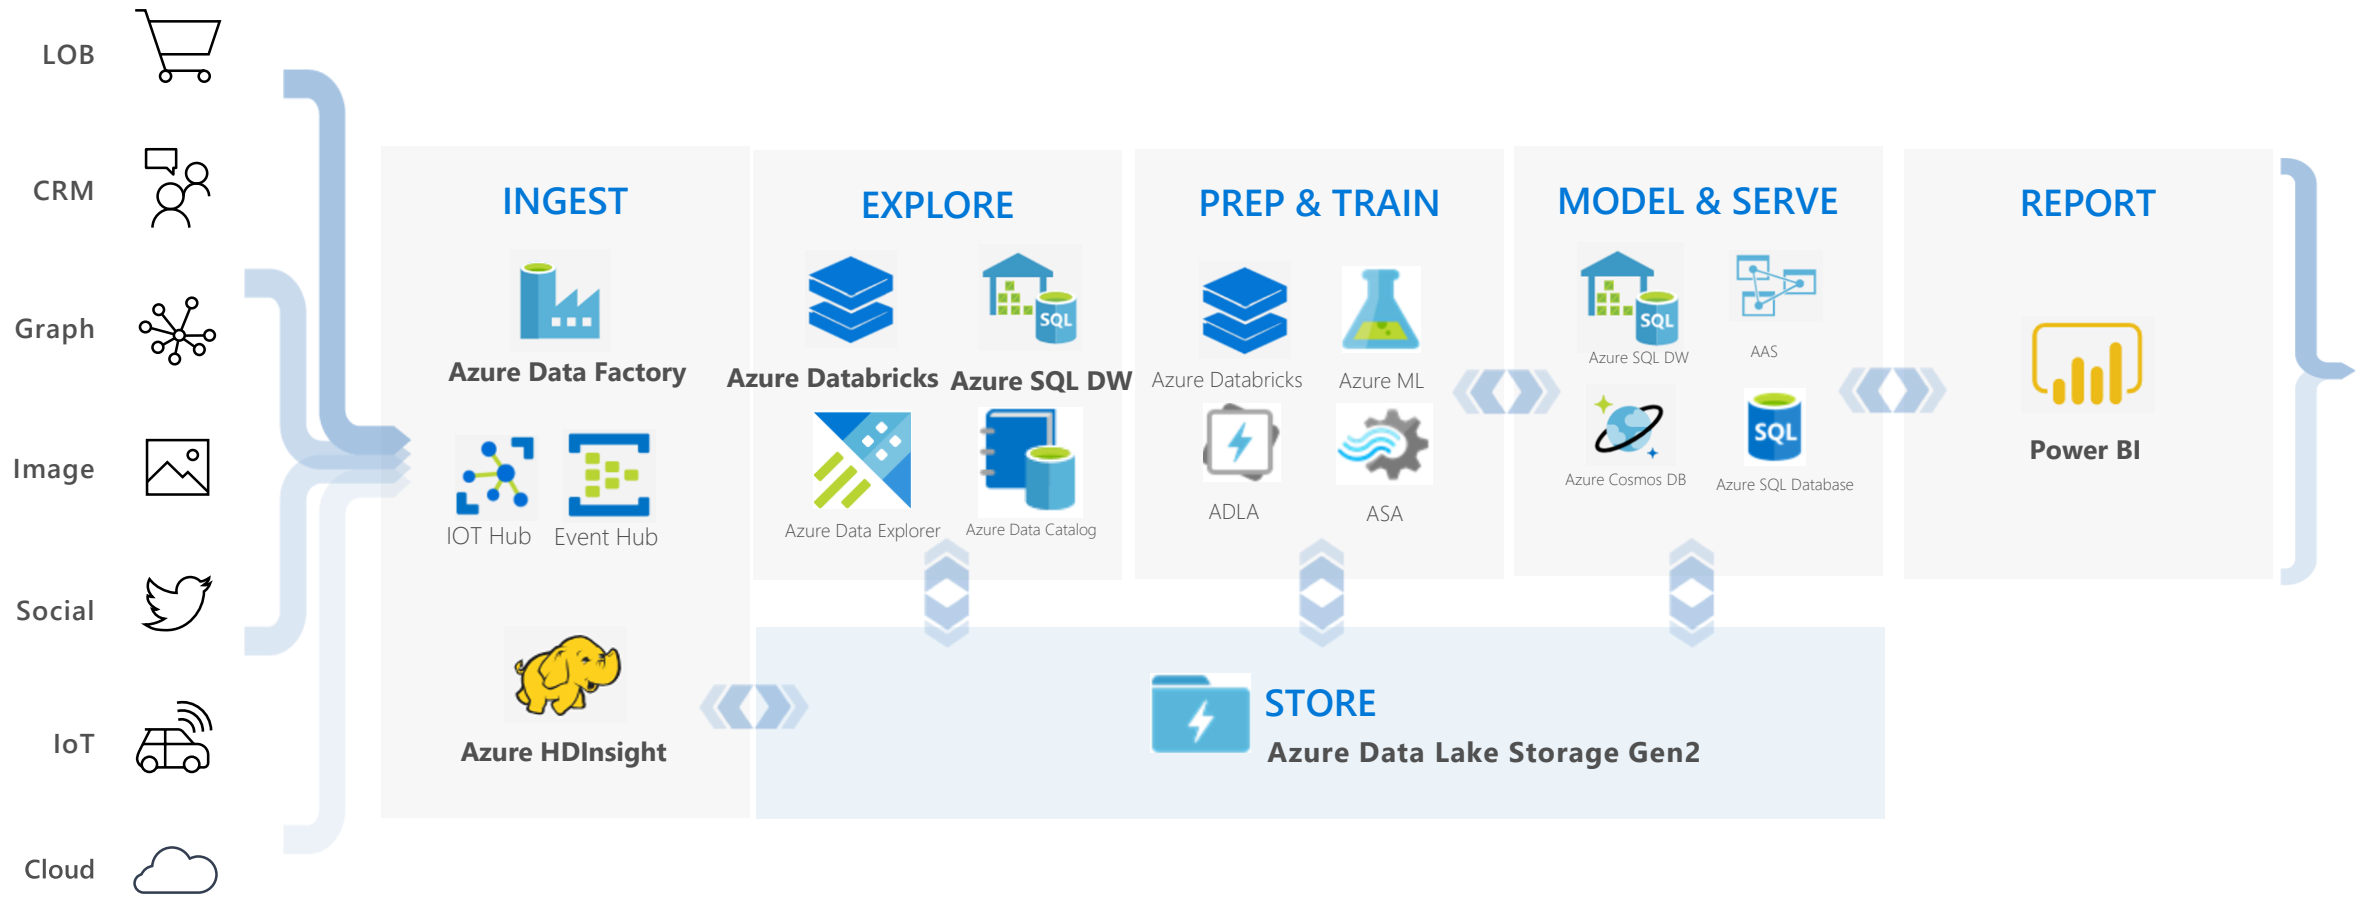 LOB
CRM
Graph
Image
Social
IoT
Cloud
INGEST
Azure Data Factory
IOT Hub
Event Hub
Azure HDInsight
EXPLORE
Azure Databricks
Azure SQL DW
SQL
Azure Data Explorer
Azure Data Catalog
PREP & TRAIN
Azure Databricks
Azure ML
ADLA
ASA
MODEL & SERVE
SQL
Azure SQL DW
AAS
Azure Cosmos DB
SQL
Azure SQL Database
REPORT
Power BI
STORE
Azure Data Lake Storage Gen2